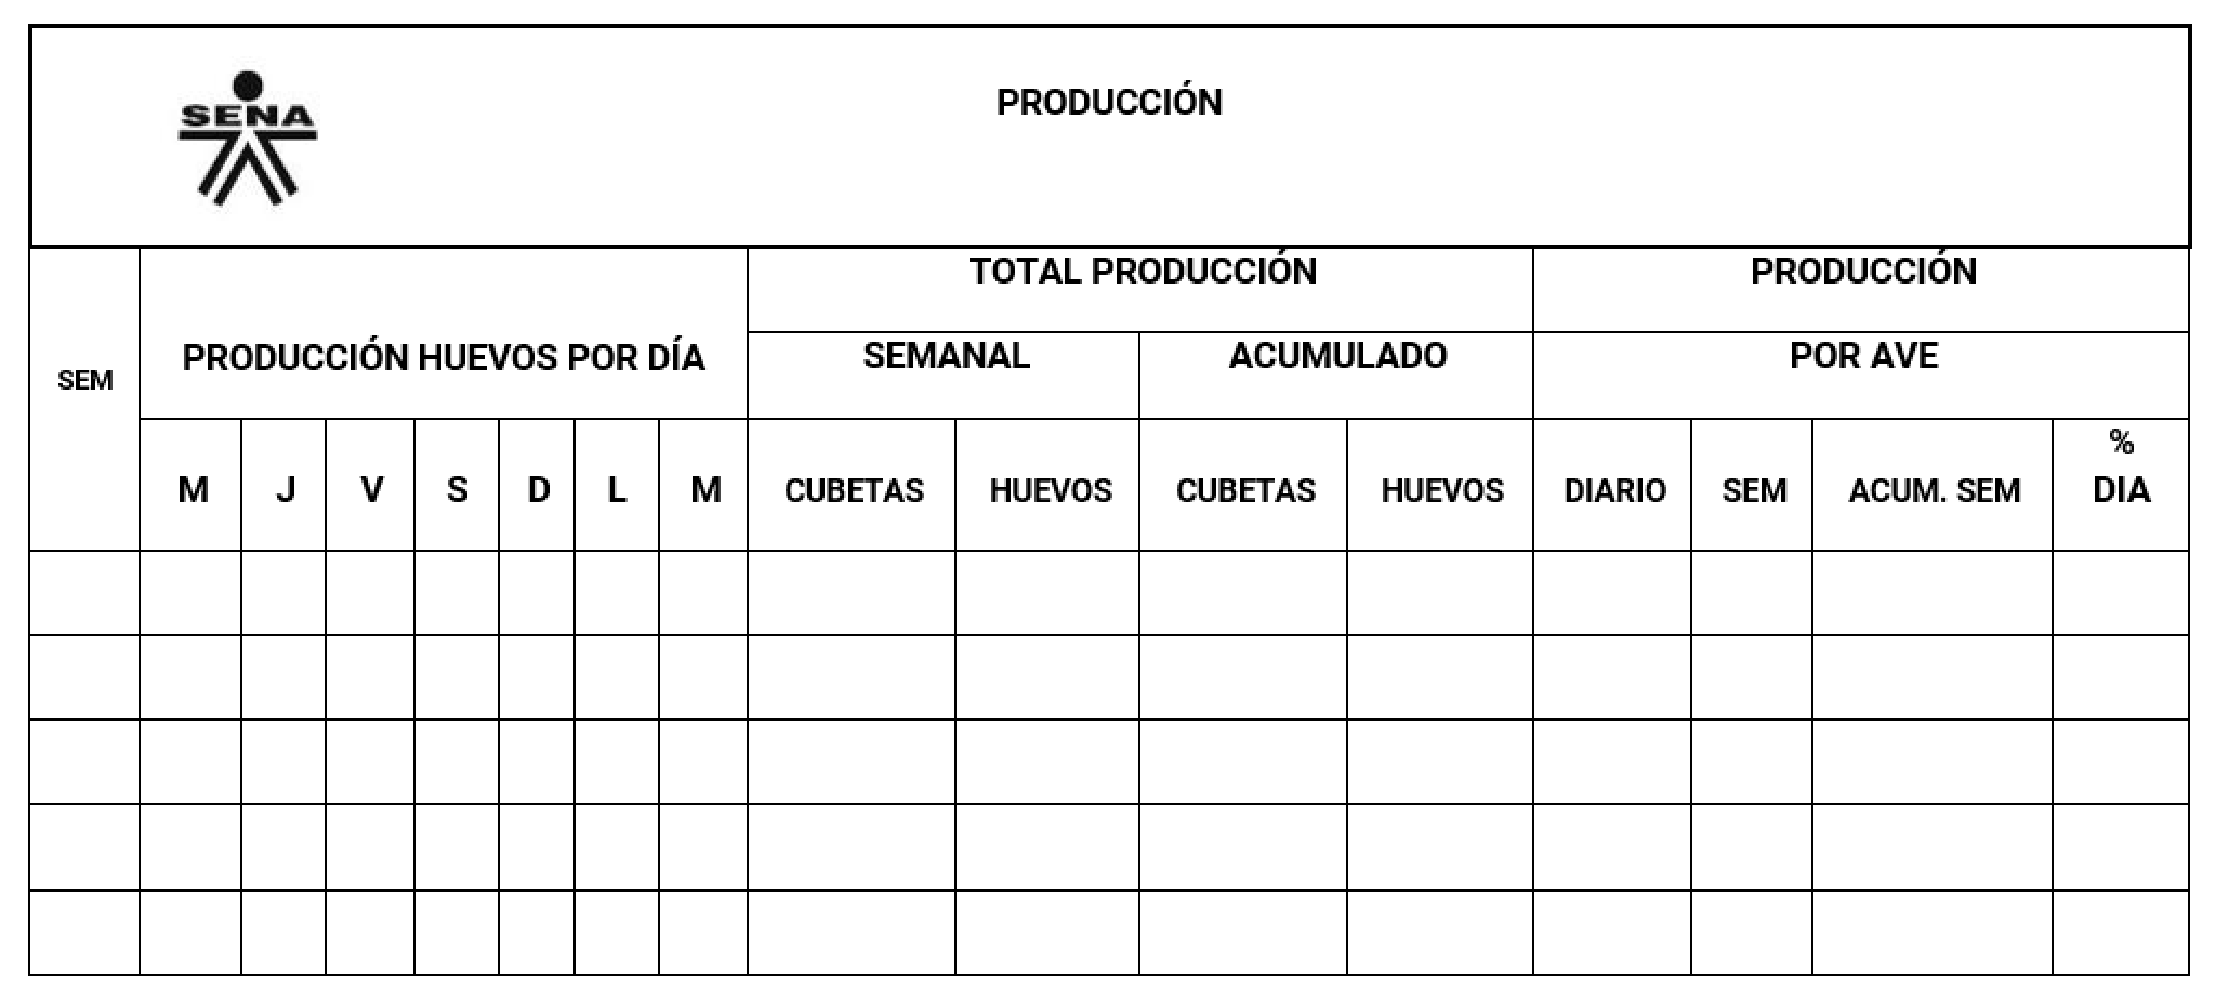 SENA
PRODUCCIÓN
SEM
PRODUCCIÓN HUEVOS POR DÍA
TOTAL PRODUCCIÓN
PRODUCCIÓN
SEMANAL
ACUMULADO
POR AVE
M J V S D L M CUBETAS HUEVOS CUBETAS HUEVOS DIARIO SEM ACUM. SEM % DIA